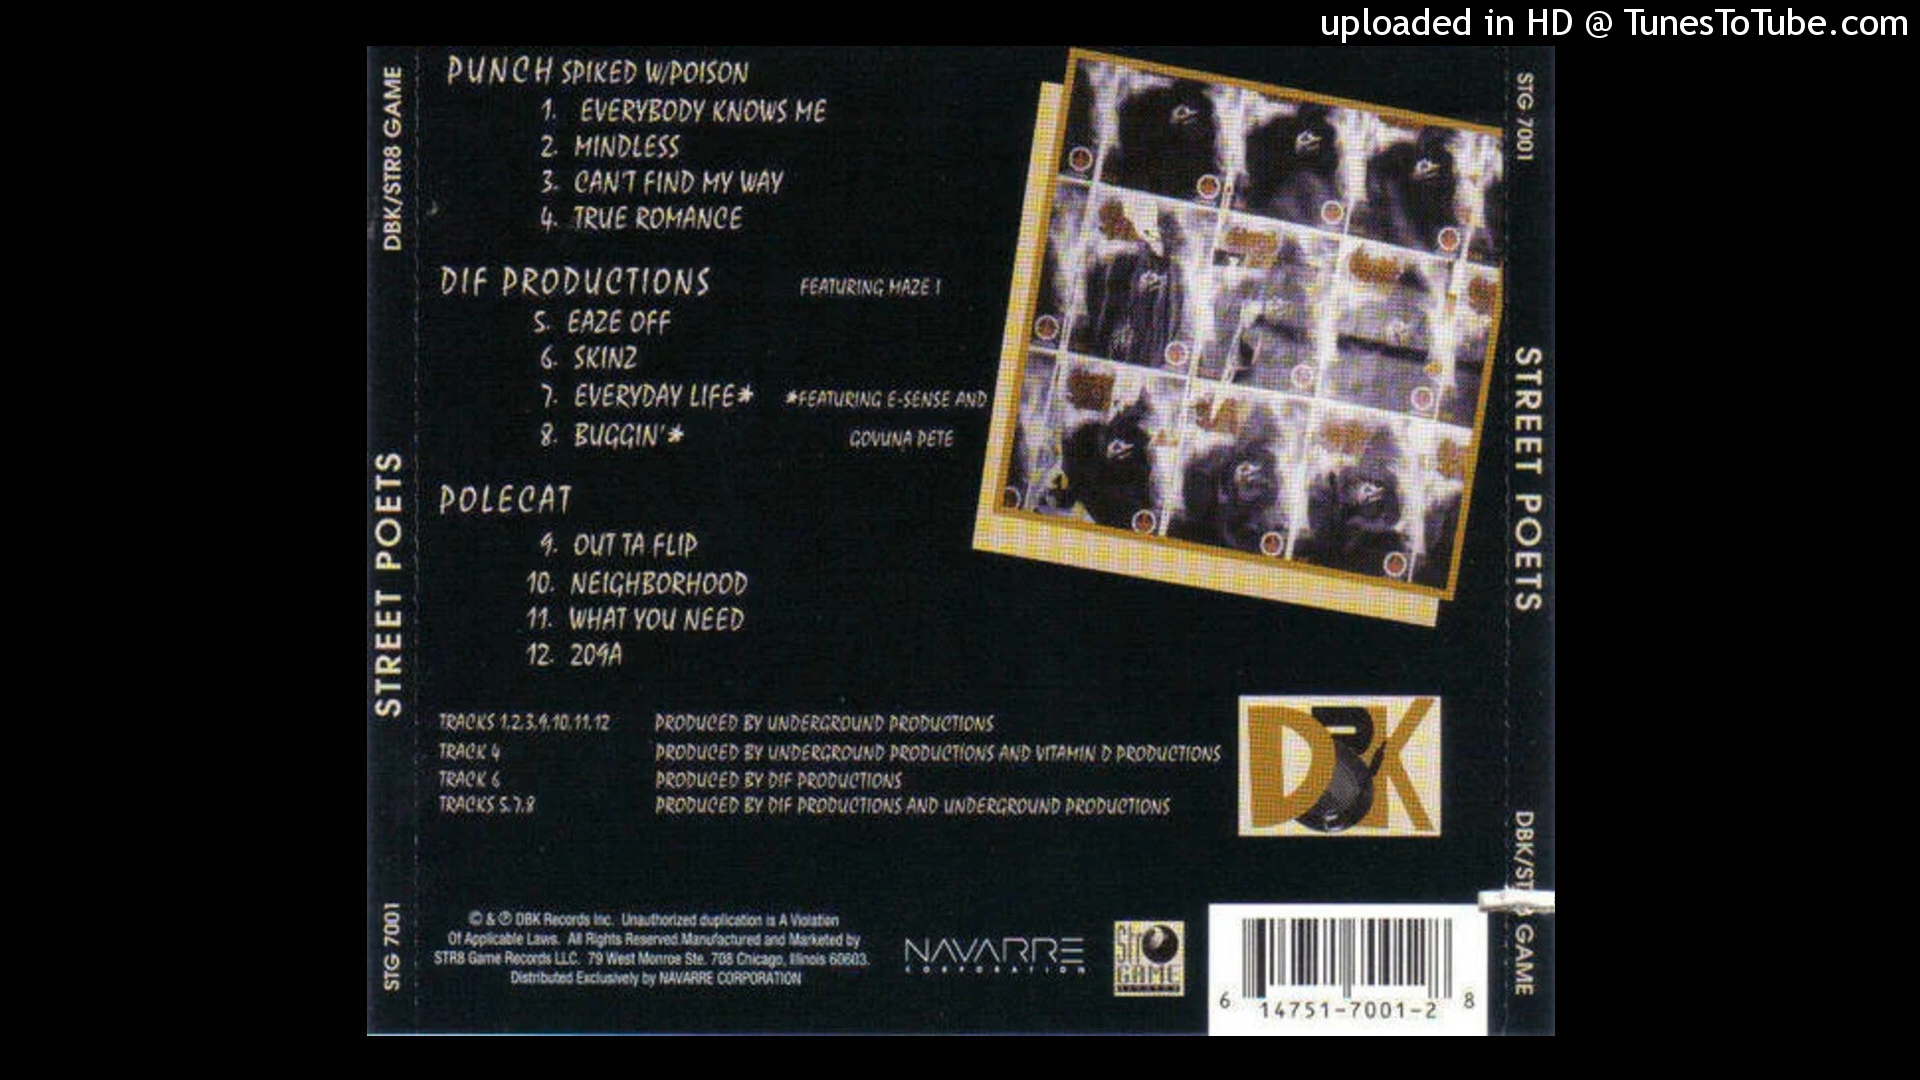 uploaded in HD @ TunesToTube.com
PUNCH SPIKED W/POISON
1. EVERYBODY KNOWS ME
2. MINDLESS
3. CAN'T FIND MY WAY
4. TRUE ROMANCE
DIF PRODUCTIONS FEATURING MAZE 1
5. EAZE OFF
6. SKINZ
7. EVERYDAY LIFE* *FEATURING E-SENSE AND
8. BUGGIN'* GOVUNA PETE
POLECAT
9. OUT TA FLIP
10. NEIGHBORHOOD
11. WHAT YOU NEED
12. 209A
TRACKS 1,2,3,9,10,11,12 PRODUCED BY UNDERGROUND PRODUCTIONS
TRACK 4 PRODUCED BY UNDERGROUND PRODUCTIONS AND VITAMIN D PRODUCTIONS
TRACK 6 PRODUCED BY DIF PRODUCTIONS
TRACKS 5,7,8 PRODUCED BY DIF PRODUCTIONS AND UNDERGROUND PRODUCTIONS
© & ℗ DBK Records Inc. Unauthorized duplication is A Violation
Of Applicable Laws. All Rights Reserved Manufactured and Marketed by
STR8 Game Records LLC. 79 West Monroe Ste. 708 Chicago, Illinois 60603.
Distributed Exclusively by NAVARRE CORPORATION
NAVARRE
CORPORATION
ST8
GAME
DBK
6 14751-7001-2 8
DBK/STR8 GAME
STREET POETS
STG 7001
STG 7001
STREET POETS
DBK/ST GAME